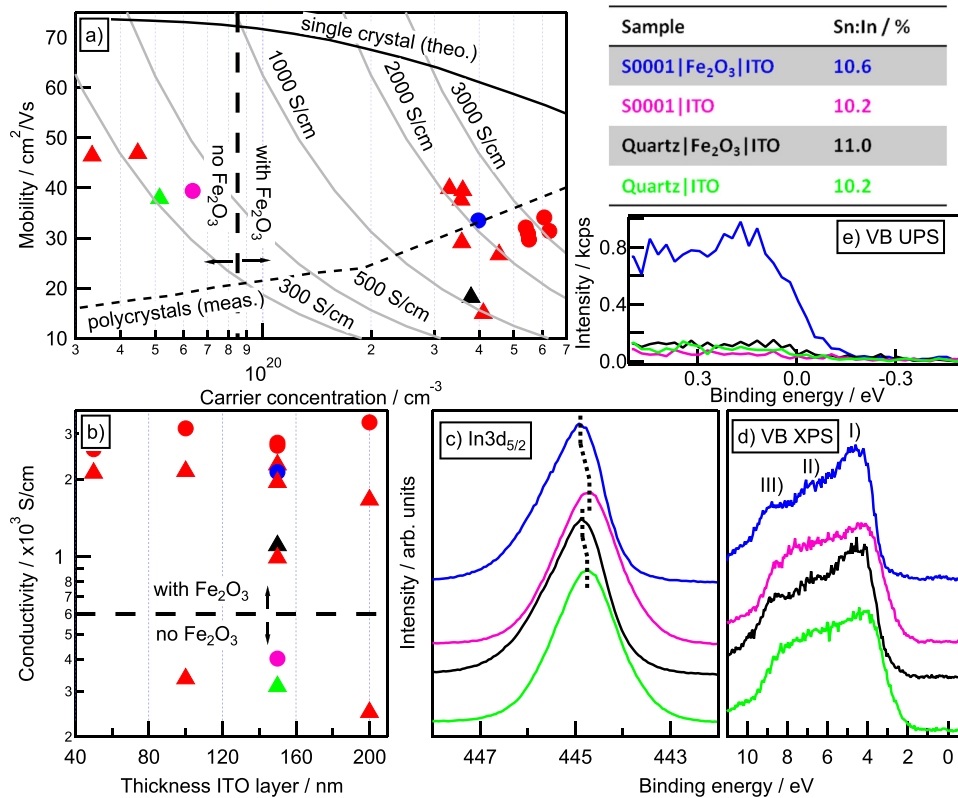 a)
70
60
50
40
30
20
10
Mobility / cm²/Vs
single crystal (theo.)
1000 S/cm
2000 S/cm
3000 S/cm
no Fe₂O₃
with Fe₂O₃
300 S/cm
500 S/cm
polycrystals (meas.)
3 4 5 6 7 8 9 2 3 4 5 6 7
10²⁰
Carrier concentration / cm⁻³
Sample Sn:In / %
S0001|Fe₂O₃|ITO 10.6
S0001|ITO 10.2
Quartz|Fe₂O₃|ITO 11.0
Quartz|ITO 10.2
e) VB UPS
0.8
0.4
0.0
Intensity / kcps
0.3 0.0 -0.3
Binding energy / eV
b)
3
2
1
9
8
7
6
5
4
3
2
Conductivity / x10³ S/cm
with Fe₂O₃
no Fe₂O₃
40 80 120 160 200
Thickness ITO layer / nm
c) In3d₅/₂
Intensity / arb. units
447 445 443
d) VB XPS
I)
II)
III)
10 8 6 4 2 0
Binding energy / eV